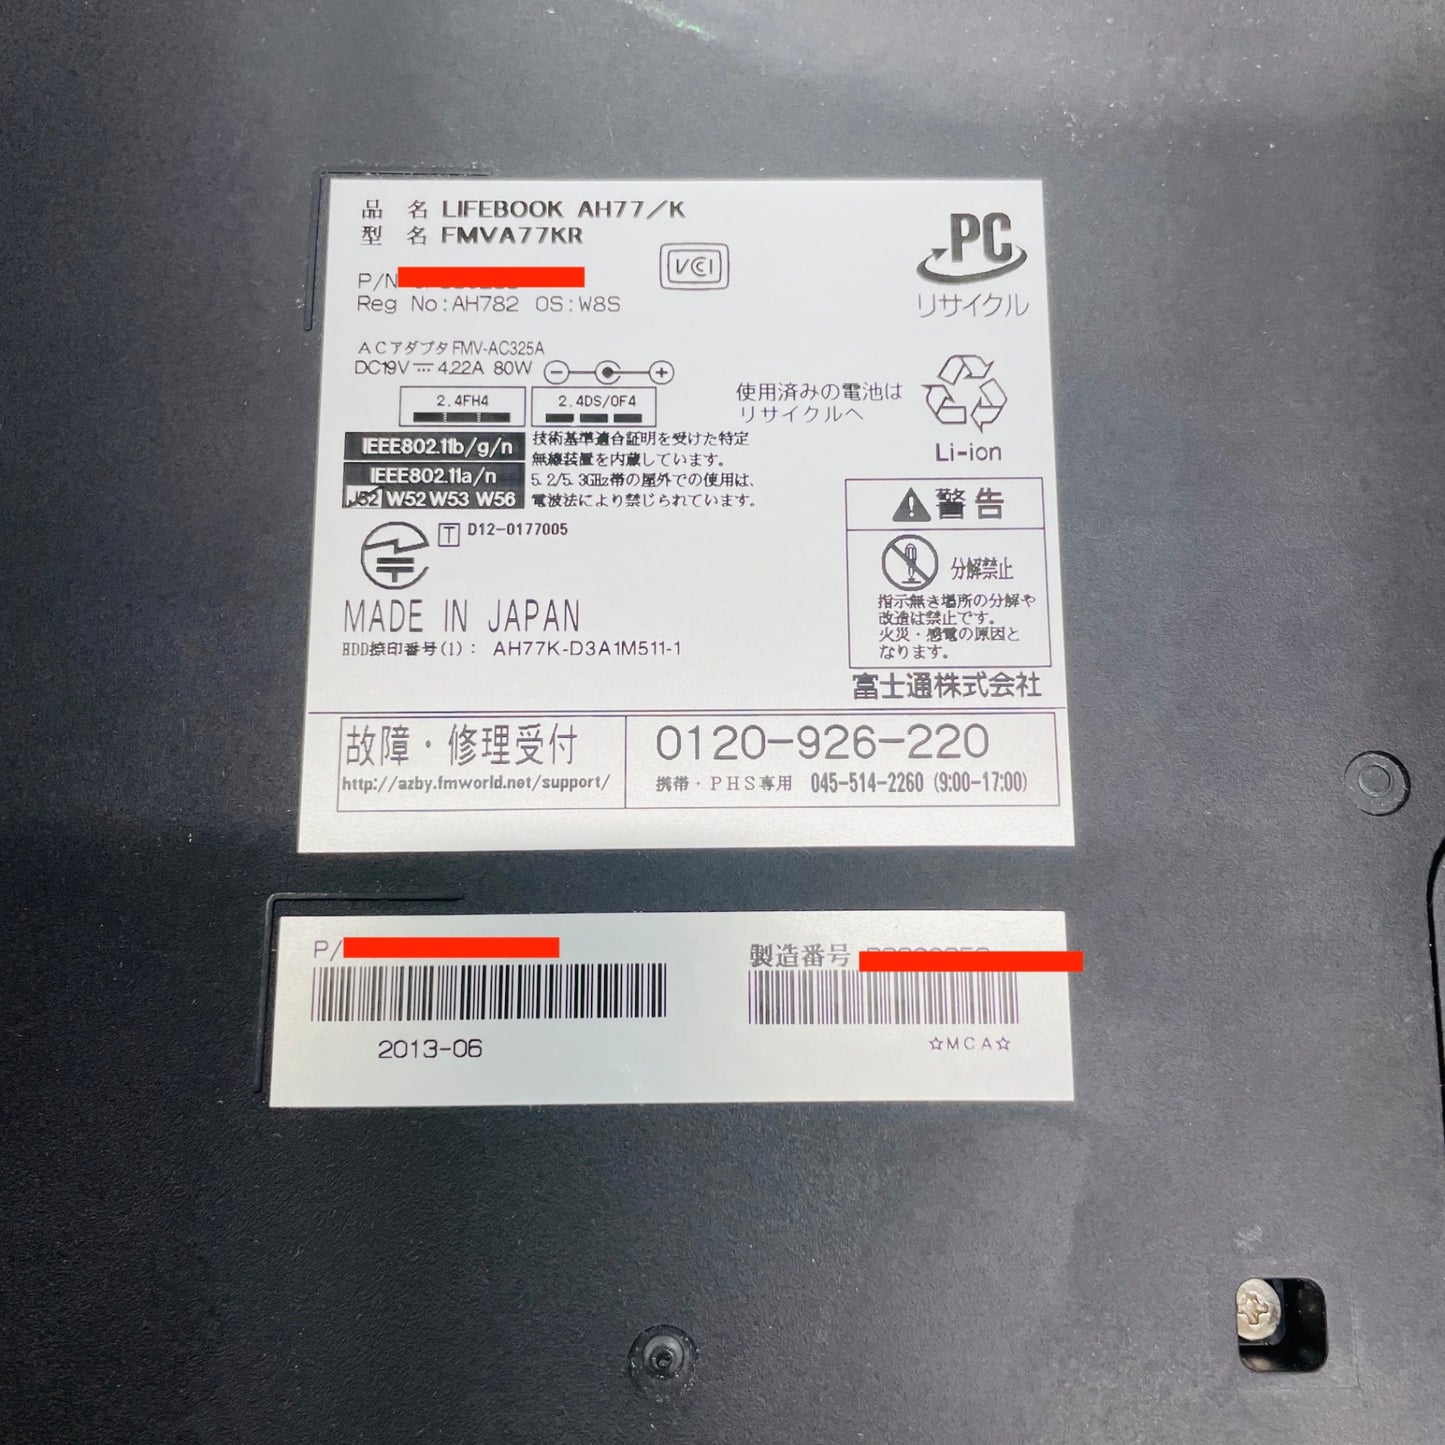 品 名 LIFEBOOK AH77/K
型 名 FMVA77KR
VCCI
PC
リサイクル
P/N
Reg No:AH782 OS:W8S
ACアダプタ FMV-AC325A
DC19V 4.22A 80W
2.4FH4
2.4DS/OF4
使用済みの電池は
リサイクルへ
Li-ion
IEEE802.11b/g/n
IEEE802.11a/n
J52 W52 W53 W56
技術基準適合証明を受けた特定
無線装置を内蔵しています。
5.2/5.3GHz帯の屋外での使用は、
電波法により禁じられています。
T D12-0177005
MADE IN JAPAN
HDD捺印番号(1): AH77K-D3A1M511-1
警告
分解禁止
指示無き場所の分解や
改造は禁止です。
火災・感電の原因と
なります。
富士通株式会社
故障・修理受付
http://azby.fmworld.net/support/
0120-926-220
携帯・PHS専用 045-514-2260 (9:00-17:00)
P/
2013-06
製造番号
☆MCA☆